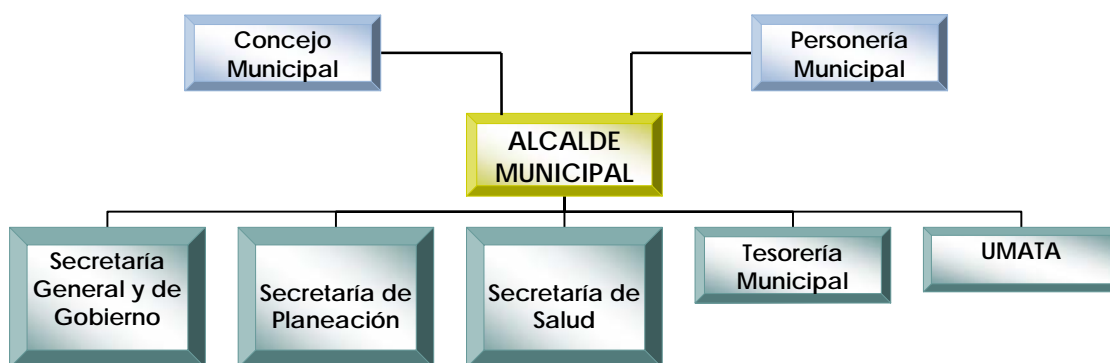 Concejo
Municipal
Personería
Municipal
ALCALDE
MUNICIPAL
Secretaría
General y de
Gobierno
Secretaría de
Planeación
Secretaría de
Salud
Tesorería
Municipal
UMATA